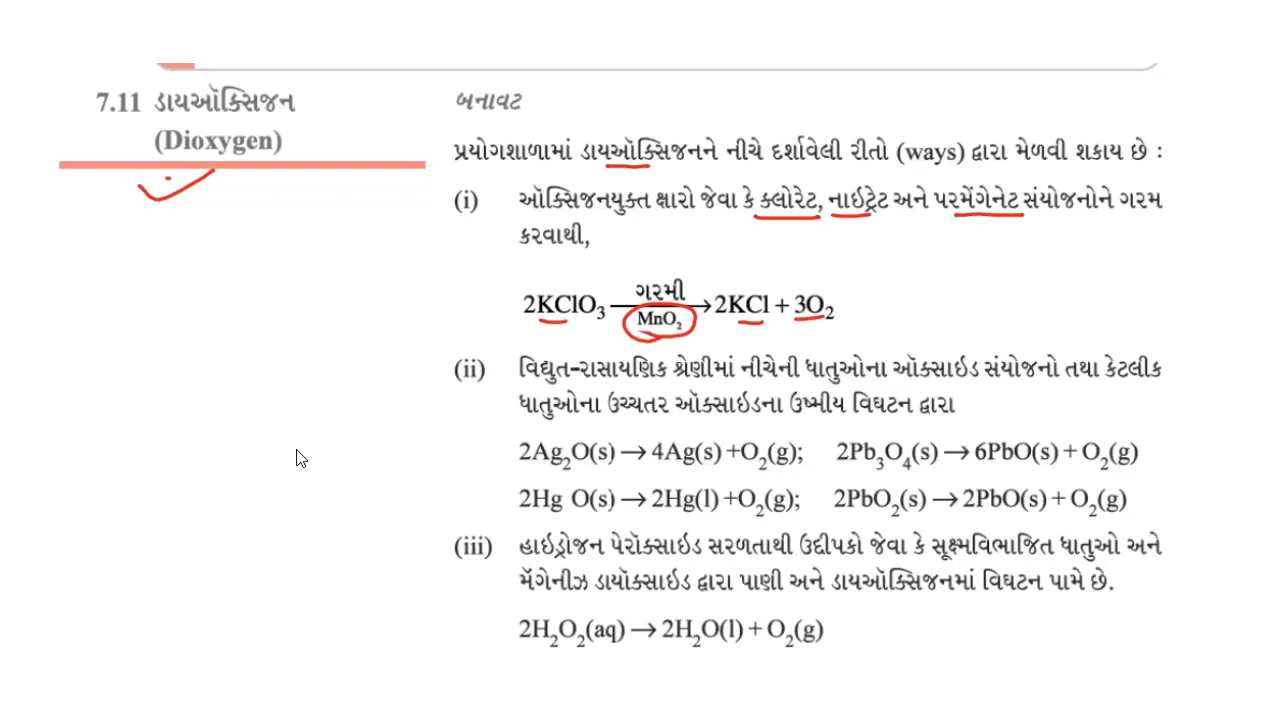 7.11 ડાયઑક્સિજન
(Dioxygen)
બનાવટ
પ્રયોગશાળામાં ડાયઑક્સિજનને નીચે દર્શાવેલી રીતો (ways) દ્વારા મેળવી શકાય છે :
(i) ઑક્સિજનયુક્ત ક્ષારો જેવા કે ક્લોરેટ, નાઇટ્રેટ અને પરમેંગેનેટ સંયોજનોને ગરમ
કરવાથી,
ગરમી
2KClO₃ ⟶ 2KCl + 3O₂
MnO₂
(ii) વિદ્યુત-રાસાયણિક શ્રેણીમાં નીચેની ધાતુઓના ઑક્સાઇડ સંયોજનો તથા કેટલીક
ધાતુઓના ઉચ્ચતર ઑક્સાઇડના ઉષ્મીય વિઘટન દ્વારા
2Ag₂O(s) → 4Ag(s) +O₂(g); 2Pb₃O₄(s) → 6PbO(s) + O₂(g)
2Hg O(s) → 2Hg(l) +O₂(g); 2PbO₂(s) → 2PbO(s) + O₂(g)
(iii) હાઇડ્રોજન પેરૉક્સાઇડ સરળતાથી ઉદ્દીપકો જેવા કે સૂક્ષ્મવિભાજિત ધાતુઓ અને
મૅંગેનીઝ ડાયૉક્સાઇડ દ્વારા પાણી અને ડાયઑક્સિજનમાં વિઘટન પામે છે.
2H₂O₂(aq) → 2H₂O(l) + O₂(g)